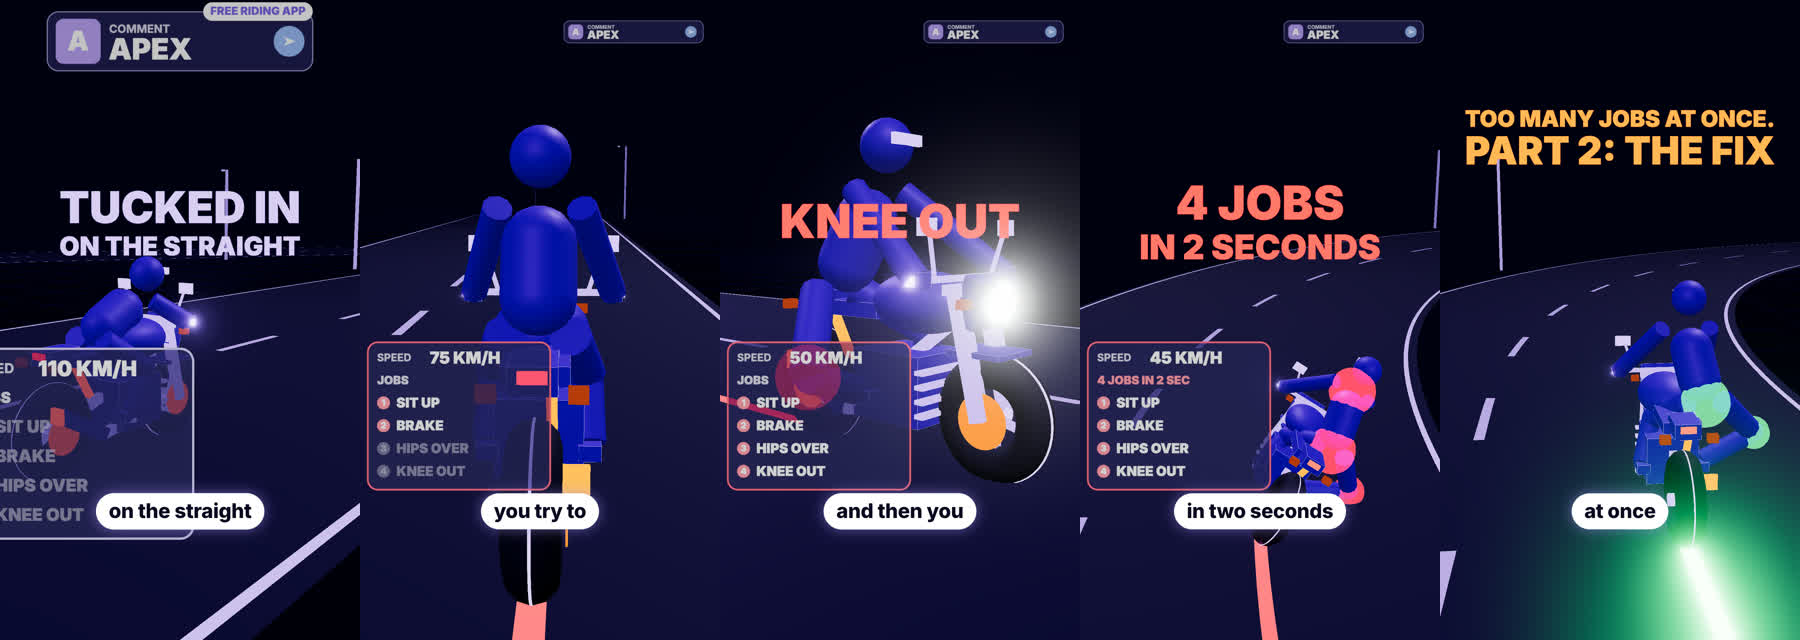 FREE RIDING APP
A
COMMENT
APEX
TUCKED IN
ON THE STRAIGHT
ED
110 KM/H
S
SIT UP
BRAKE
HIPS OVER
KNEE OUT
on the straight
A
COMMENT
APEX
SPEED 75 KM/H
JOBS
1 SIT UP
2 BRAKE
3 HIPS OVER
4 KNEE OUT
you try to
A
COMMENT
APEX
KNEE OUT
SPEED 50 KM/H
JOBS
1 SIT UP
2 BRAKE
3 HIPS OVER
4 KNEE OUT
and then you
A
COMMENT
APEX
4 JOBS
IN 2 SECONDS
SPEED 45 KM/H
4 JOBS IN 2 SEC
1 SIT UP
2 BRAKE
3 HIPS OVER
4 KNEE OUT
in two seconds
TOO MANY JOBS AT ONCE.
PART 2: THE FIX
at once